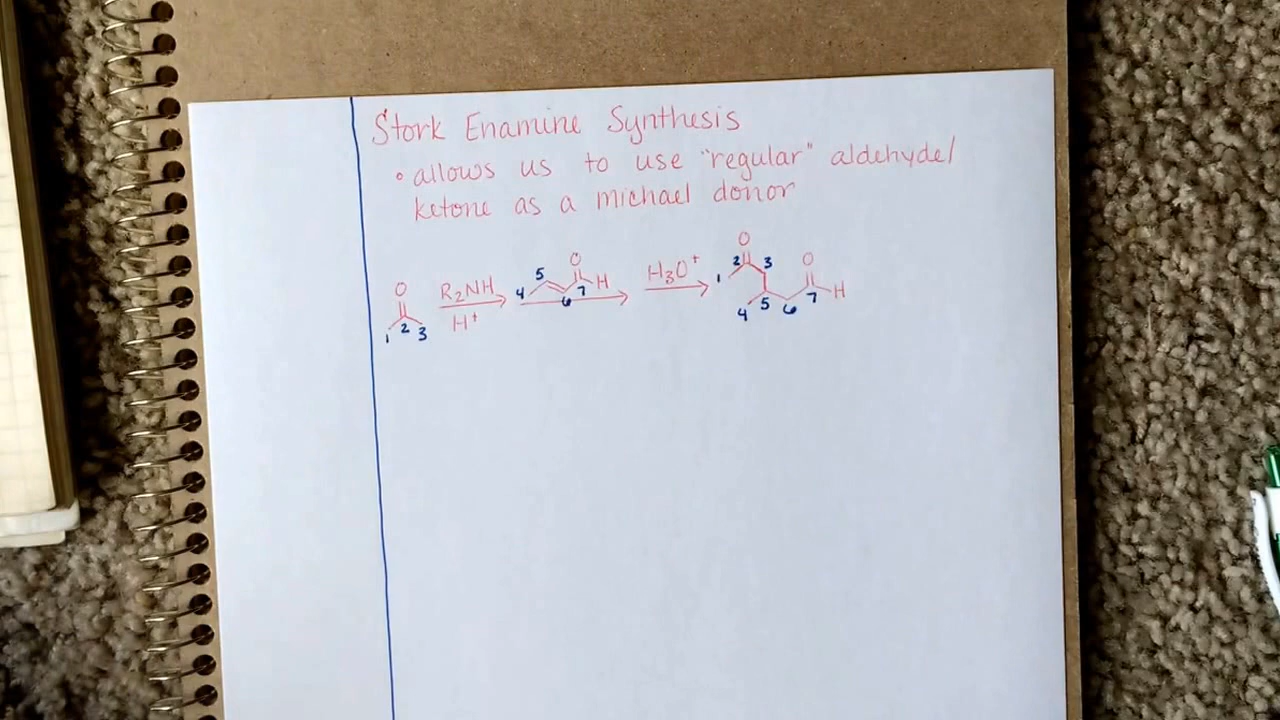 Stork Enamine Synthesis
• allows us to use "regular" aldehyde/
ketone as a michael donor
O 1 2 3
R₂NH
H⁺
4 5 6 7 O H
H₃O⁺
O 1 2 3 4 5 6 7 O H